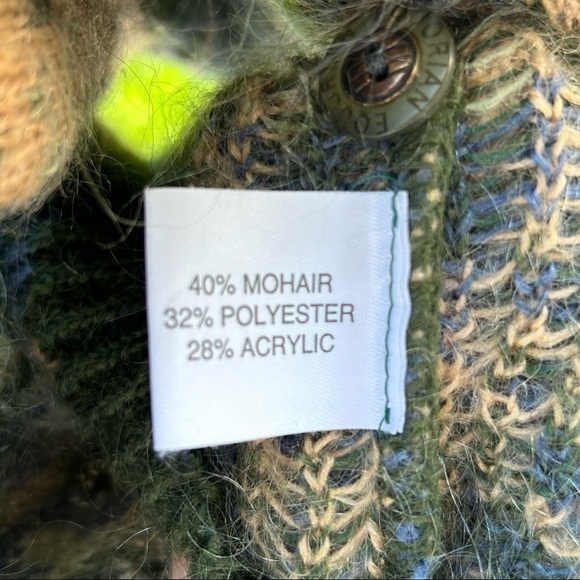 40% MOHAIR
32% POLYESTER
28% ACRYLIC